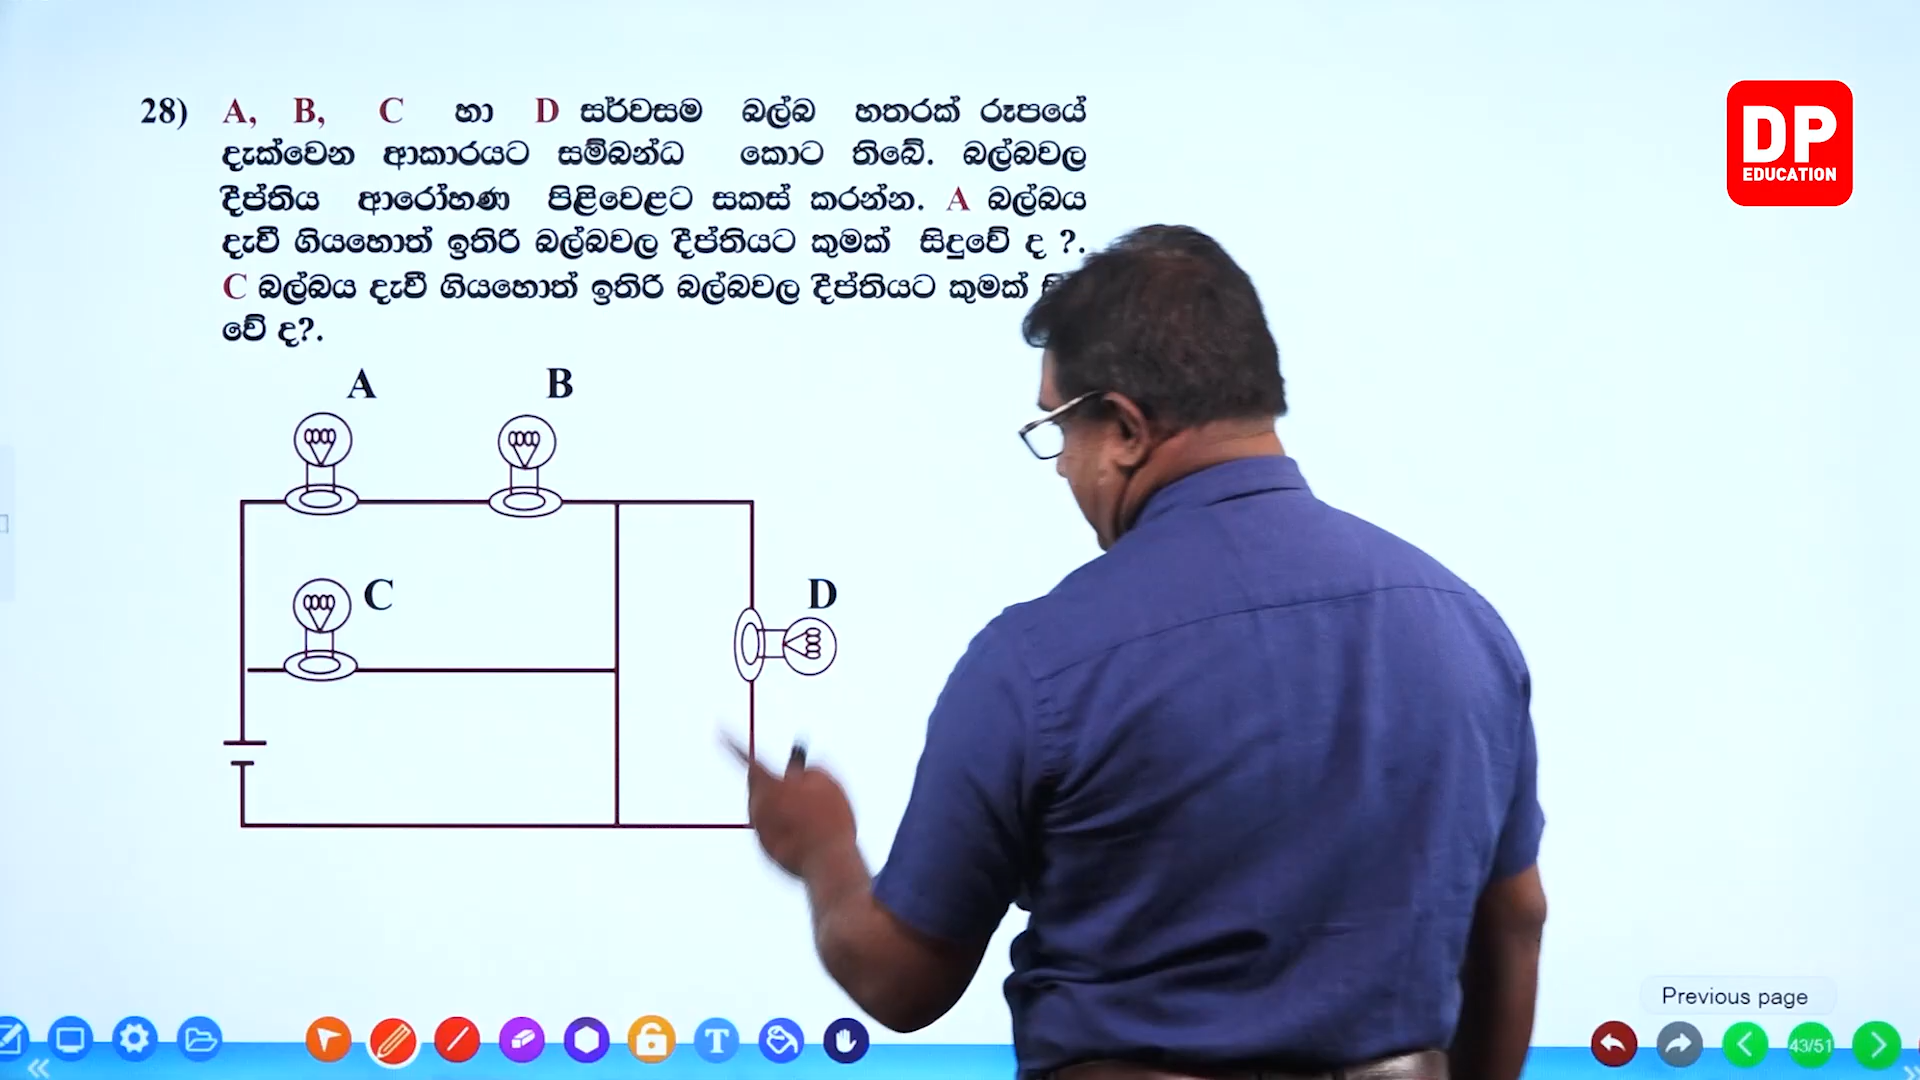 28) A, B, C හා D සර්වසම බල්බ හතරක් රූපයේ
දැක්වෙන ආකාරයට සම්බන්ධ කොට තිබේ. බල්බවල
දීප්තිය ආරෝහණ පිළිවෙළට සකස් කරන්න. A බල්බය
දැවී ගියහොත් ඉතිරි බල්බවල දීප්තියට කුමක් සිදුවේ ද ?.
C බල්බය දැවී ගියහොත් ඉතිරි බල්බවල දීප්තියට කුමක්
වේ ද?.
DP
EDUCATION
A
B
C
D
Previous page
T
43/51